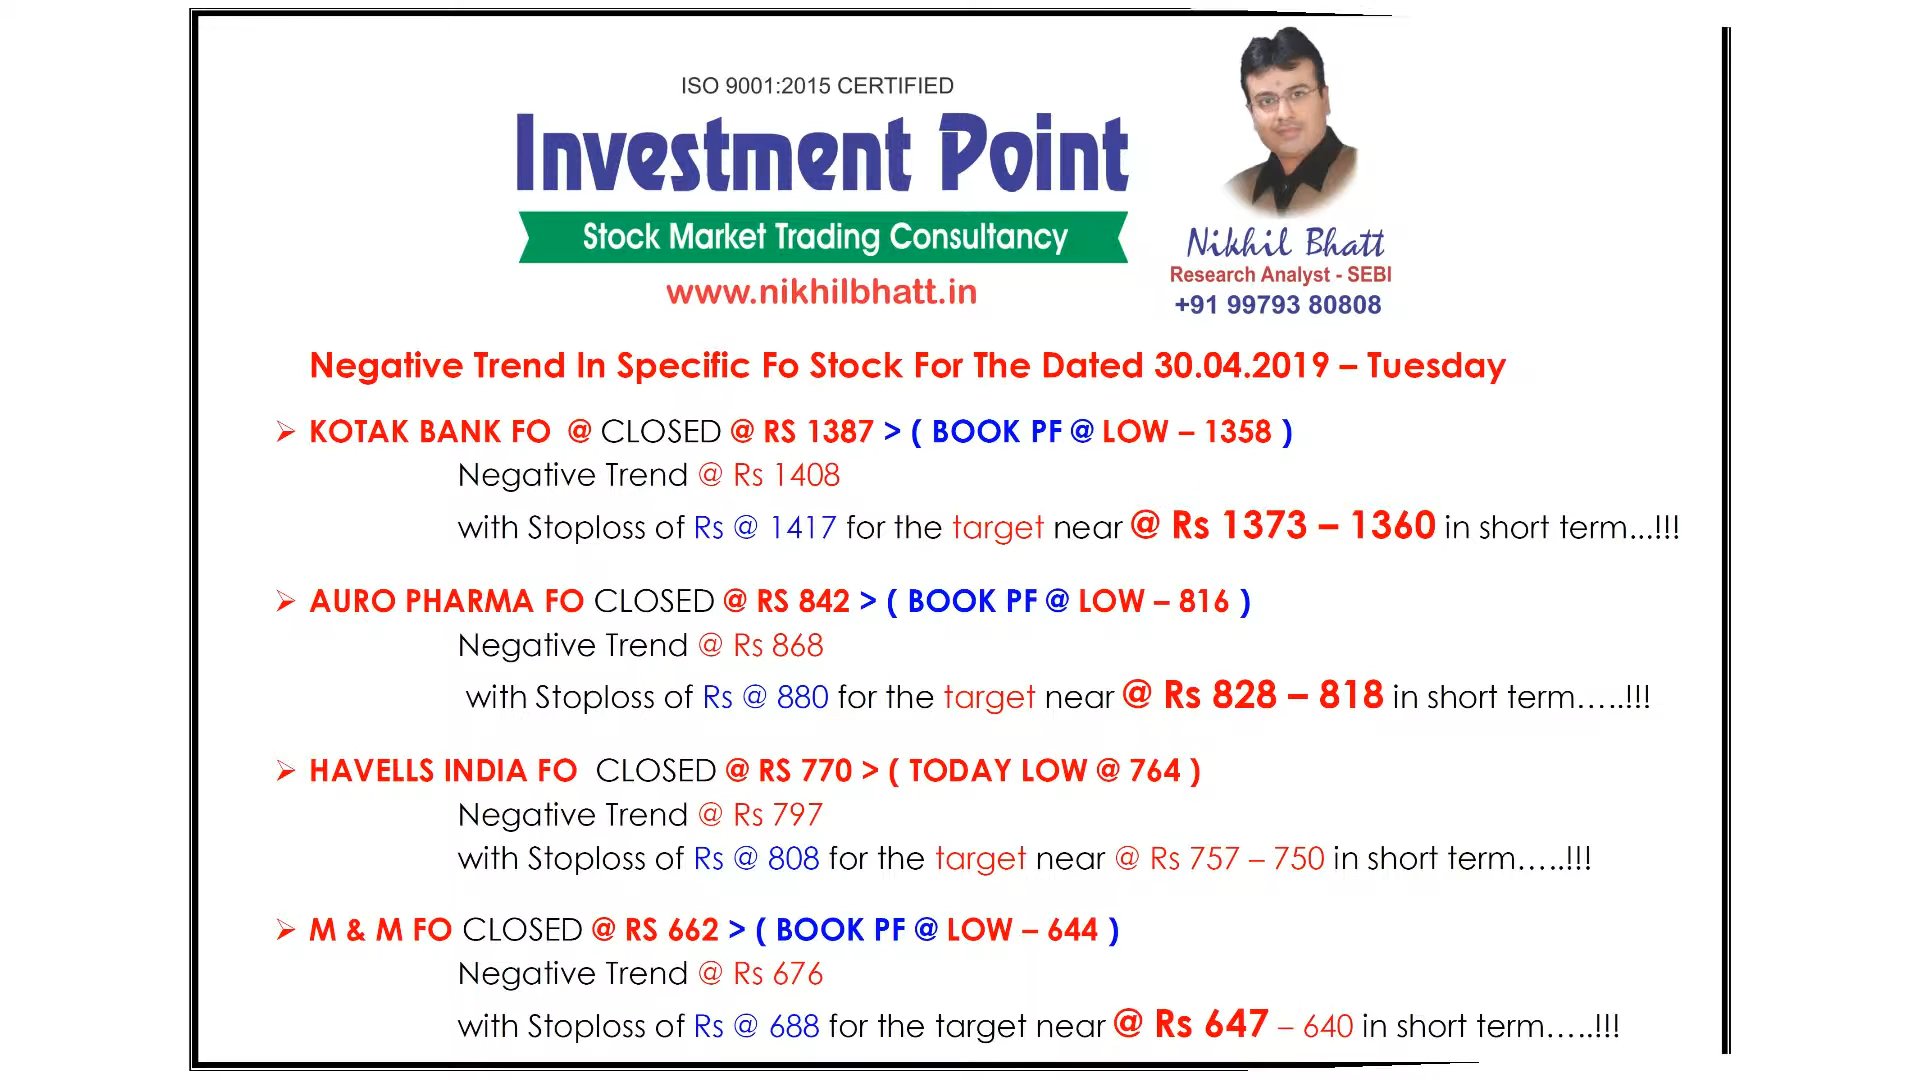 ISO 9001:2015 CERTIFIED
Investment Point
Stock Market Trading Consultancy
www.nikhilbhatt.in
Nikhil Bhatt
Research Analyst - SEBI
+91 99793 80808
Negative Trend In Specific Fo Stock For The Dated 30.04.2019 – Tuesday
➢ KOTAK BANK FO @ CLOSED @ RS 1387 > ( BOOK PF @ LOW – 1358 )
Negative Trend @ Rs 1408
with Stoploss of Rs @ 1417 for the target near @ Rs 1373 – 1360 in short term...!!!
➢ AURO PHARMA FO CLOSED @ RS 842 > ( BOOK PF @ LOW – 816 )
Negative Trend @ Rs 868
with Stoploss of Rs @ 880 for the target near @ Rs 828 – 818 in short term…..!!!
➢ HAVELLS INDIA FO CLOSED @ RS 770 > ( TODAY LOW @ 764 )
Negative Trend @ Rs 797
with Stoploss of Rs @ 808 for the target near @ Rs 757 – 750 in short term…..!!!
➢ M & M FO CLOSED @ RS 662 > ( BOOK PF @ LOW – 644 )
Negative Trend @ Rs 676
with Stoploss of Rs @ 688 for the target near @ Rs 647 – 640 in short term…..!!!